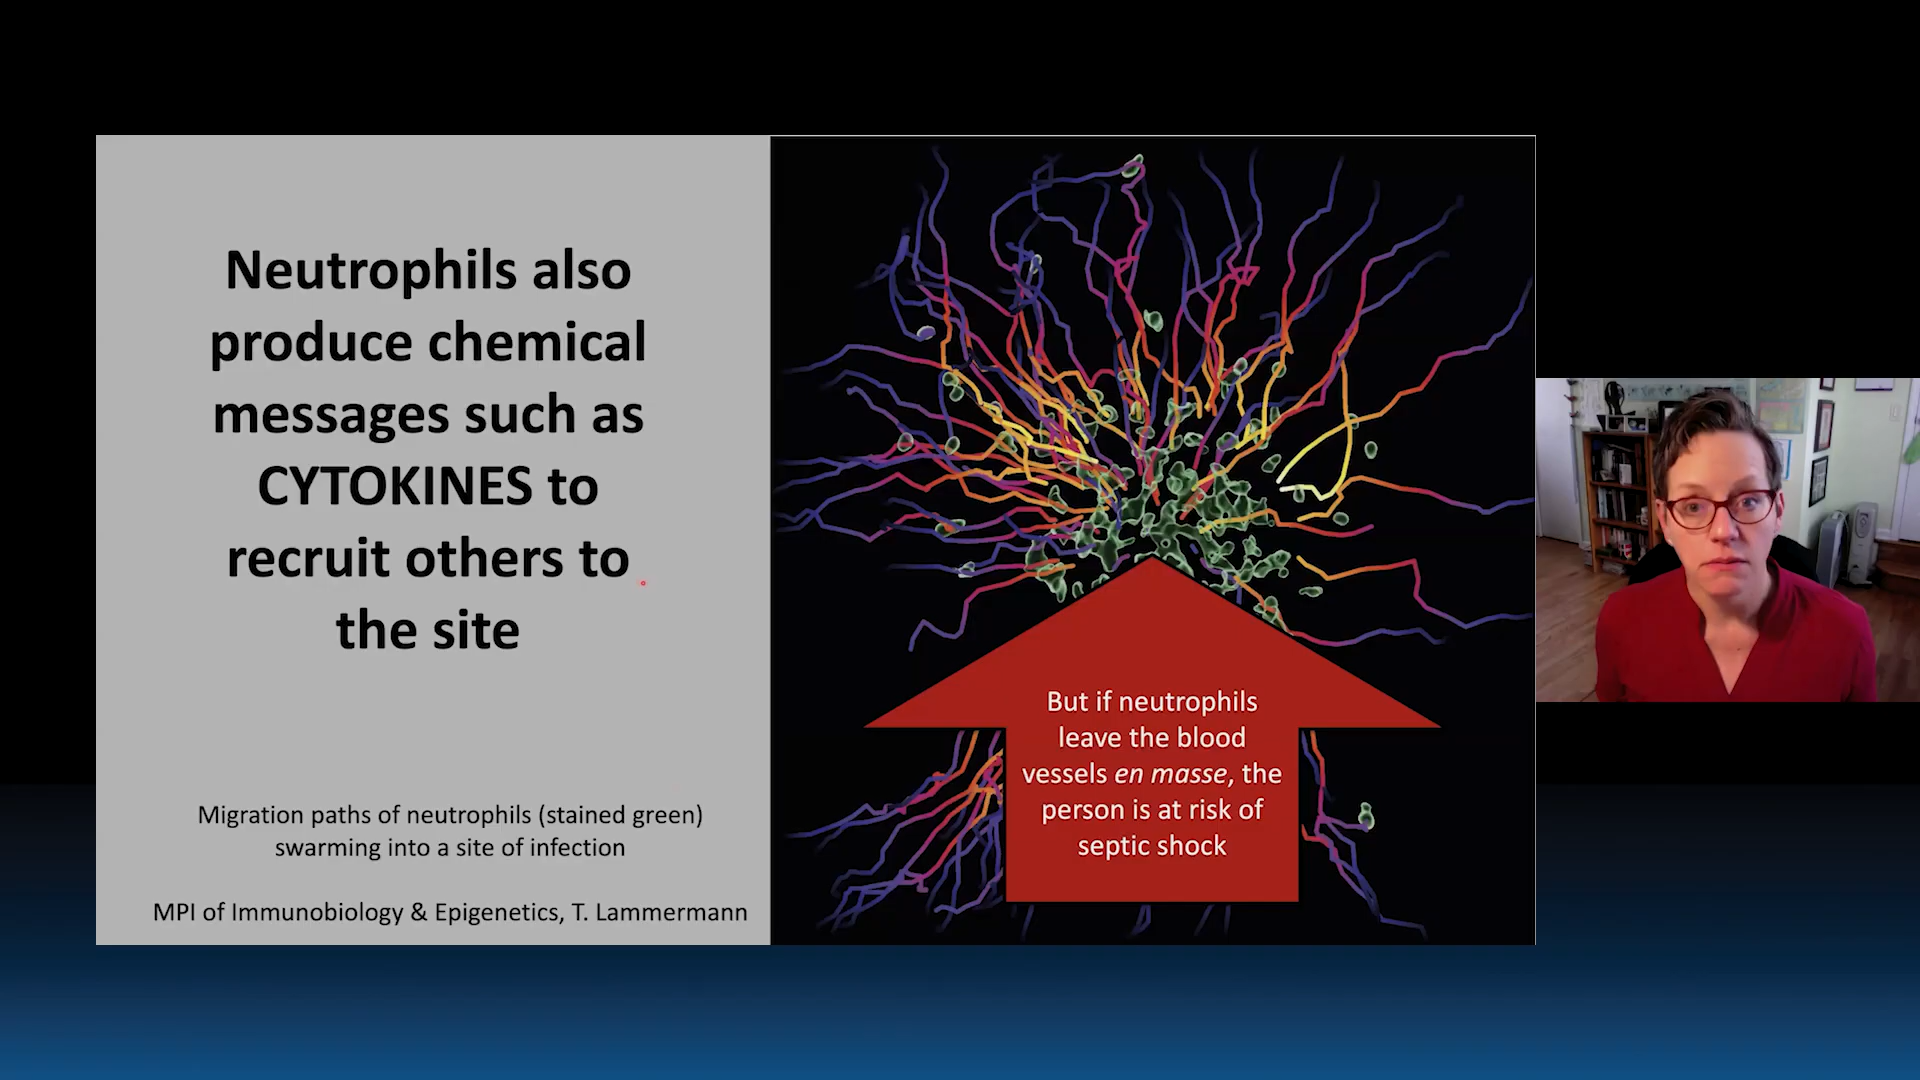 Neutrophils also
produce chemical
messages such as
CYTOKINES to
recruit others to
the site
Migration paths of neutrophils (stained green)
swarming into a site of infection
MPI of Immunobiology & Epigenetics, T. Lammermann
But if neutrophils
leave the blood
vessels en masse, the
person is at risk of
septic shock